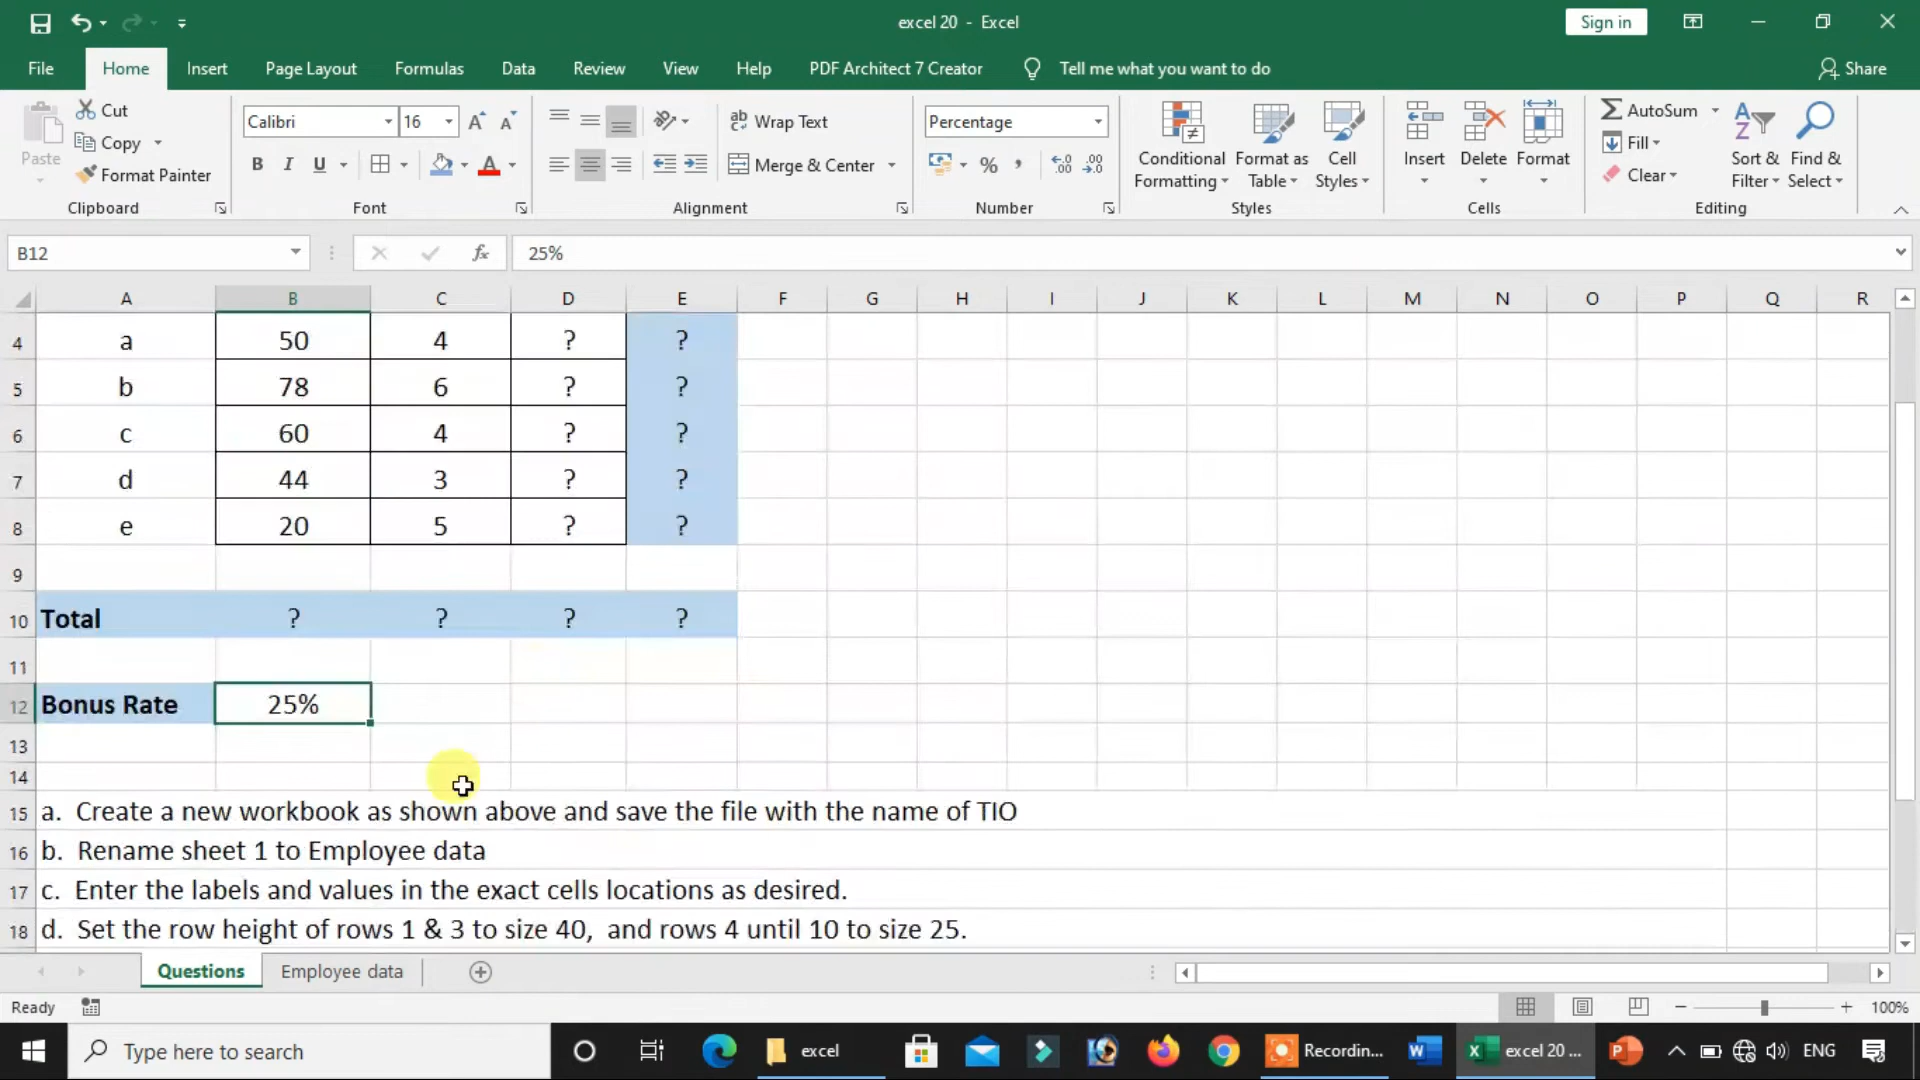 excel 20 - Excel
Sign in
File Home Insert Page Layout Formulas Data Review View Help PDF Architect 7 Creator Tell me what you want to do Share
Paste
Cut
Copy
Format Painter
Clipboard
Calibri 16 A A
B I U A
Font
Wrap Text
Merge & Center
Alignment
Percentage
% ,
Number
Conditional Formatting
Format as Table
Cell Styles
Styles
Insert Delete Format
Cells
AutoSum
Fill
Clear
Sort & Filter
Find & Select
Editing
B12 fx 25%
A B C D E F G H I J K L M N O P Q R
4 a 50 4 ? ?
5 b 78 6 ? ?
6 c 60 4 ? ?
7 d 44 3 ? ?
8 e 20 5 ? ?
9
10 Total ? ? ? ?
11
12 Bonus Rate 25%
13
14
15 a. Create a new workbook as shown above and save the file with the name of TIO
16 b. Rename sheet 1 to Employee data
17 c. Enter the labels and values in the exact cells locations as desired.
18 d. Set the row height of rows 1 & 3 to size 40, and rows 4 until 10 to size 25.
Questions Employee data
Ready 100%
Type here to search excel Recordin... excel 20 ... ENG